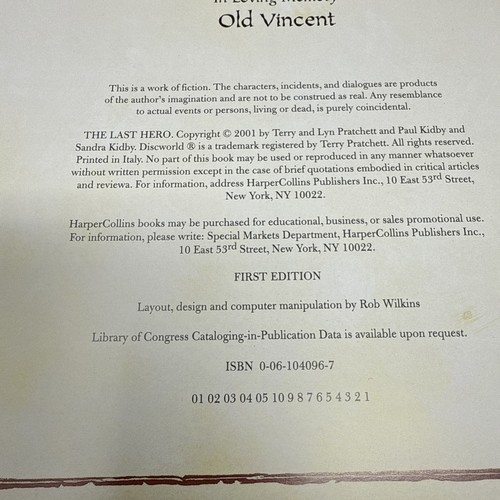 In Loving Memory
Old Vincent
This is a work of fiction. The characters, incidents, and dialogues are products
of the author's imagination and are not to be construed as real. Any resemblance
to actual events or persons, living or dead, is purely coincidental.
THE LAST HERO. Copyright © 2001 by Terry and Lyn Pratchett and Paul Kidby and
Sandra Kidby. Discworld ® is a trademark registered by Terry Pratchett. All rights reserved.
Printed in Italy. No part of this book may be used or reproduced in any manner whatsoever
without written permission except in the case of brief quotations embodied in critical articles
and reviewa. For information, address HarperCollins Publishers Inc., 10 East 53rd Street,
New York, NY 10022.
HarperCollins books may be purchased for educational, business, or sales promotional use.
For information, please write: Special Markets Department, HarperCollins Publishers Inc.,
10 East 53rd Street, New York, NY 10022.
FIRST EDITION
Layout, design and computer manipulation by Rob Wilkins
Library of Congress Cataloging-in-Publication Data is available upon request.
ISBN 0-06-104096-7
01 02 03 04 05 10 9 8 7 6 5 4 3 2 1